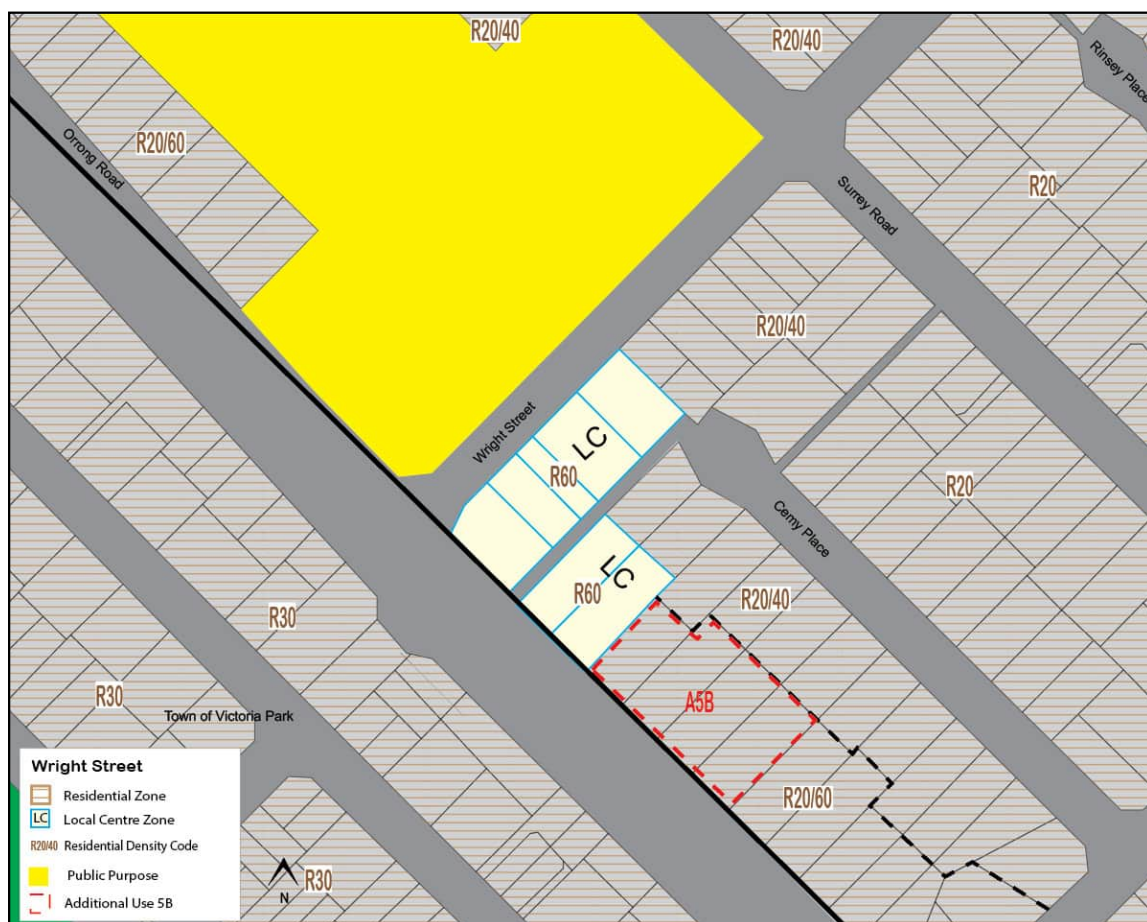 R20/40
R20/40
Rinsey Place
Orrong Road
R20/60
R20
Surrey Road
R20/40
Wright Street
LC
R60
R20
Cemy Place
LC
R60
R20/40
R30
R30
A5B
Town of Victoria Park
R20/60
Wright Street
Residential Zone
LC Local Centre Zone
R20/40 Residential Density Code
Public Purpose
Additional Use 5B
N
R30